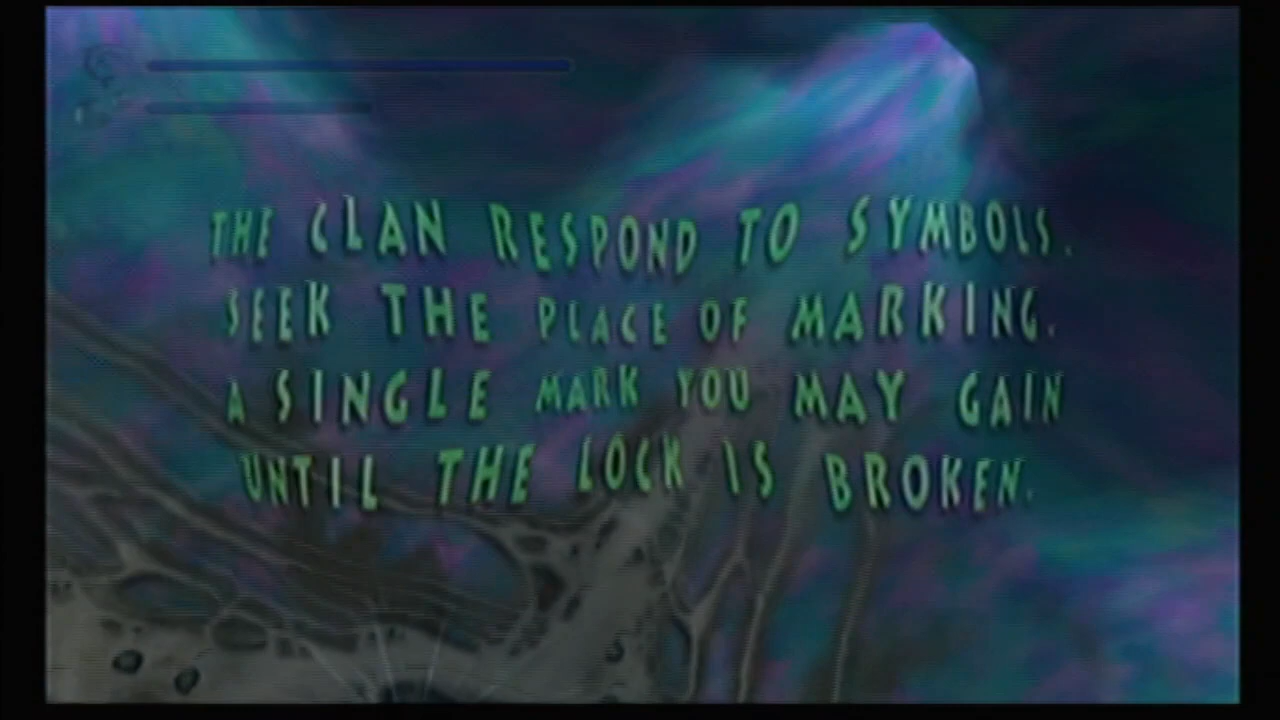 THE CLAN RESPOND TO SYMBOLS.
SEEK THE PLACE OF MARKING.
A SINGLE MARK YOU MAY GAIN
UNTIL THE LOCK IS BROKEN.